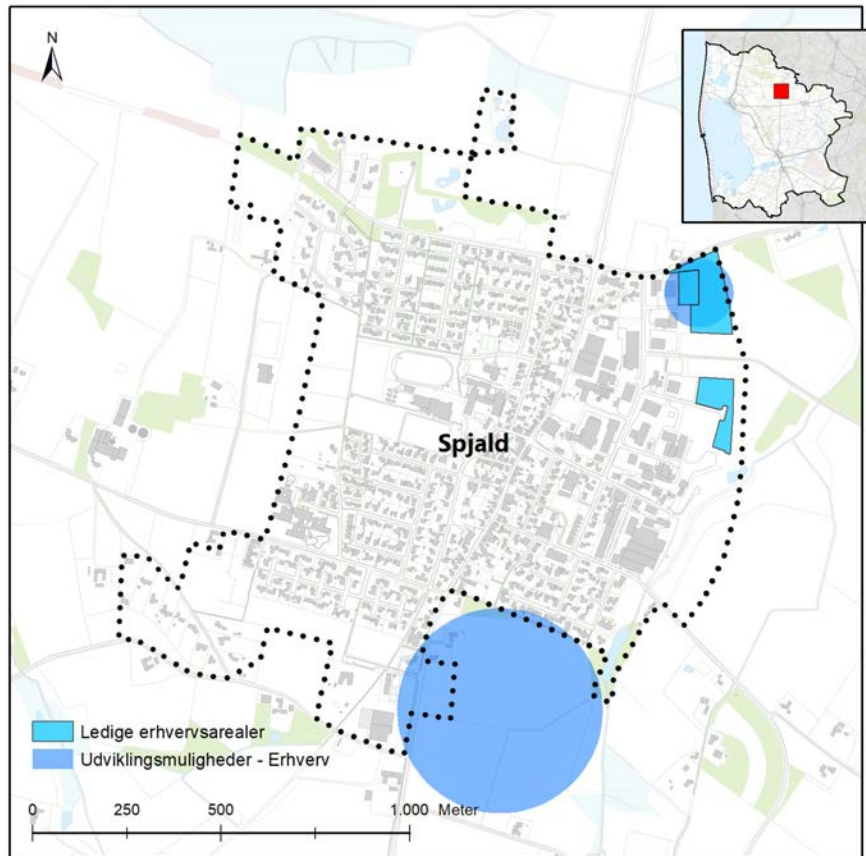 N
Spjald
Ledige erhvervsarealer
Udviklingsmuligheder - Erhverv
0 250 500 1.000 Meter